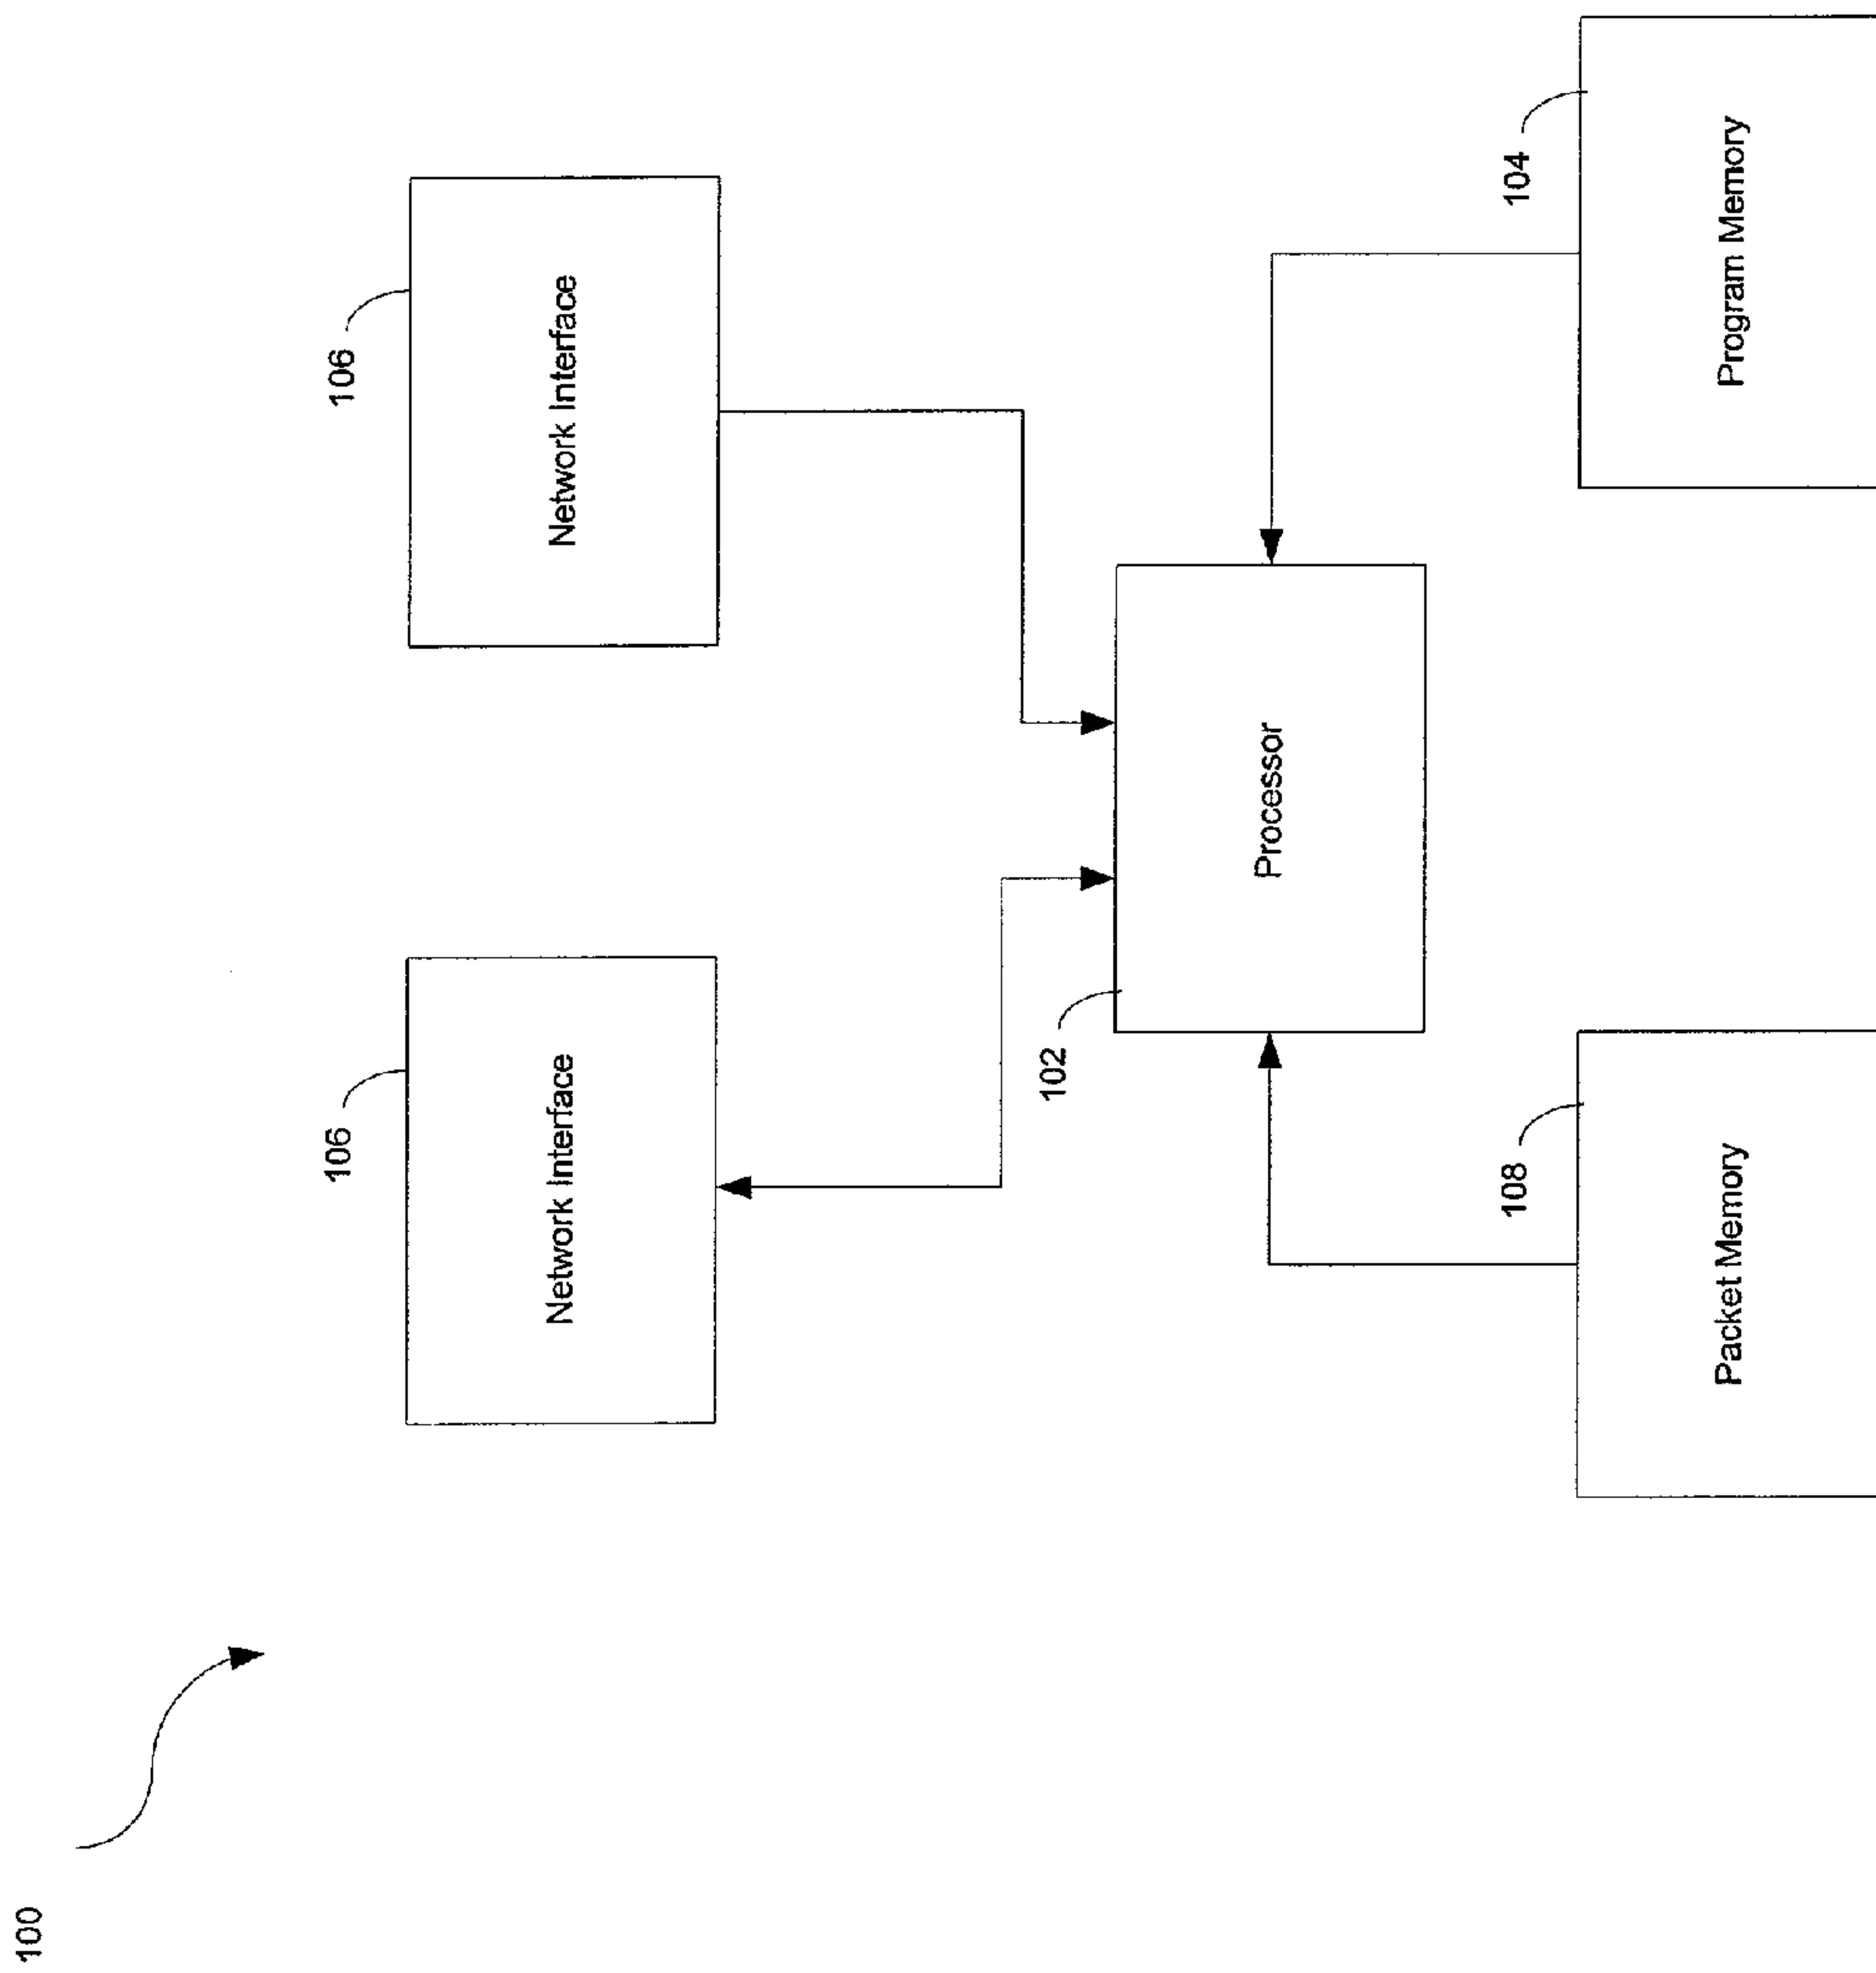 100
106
Network Interface
106
Network Interface
102
Processor
108
Packet Memory
104
Program Memory